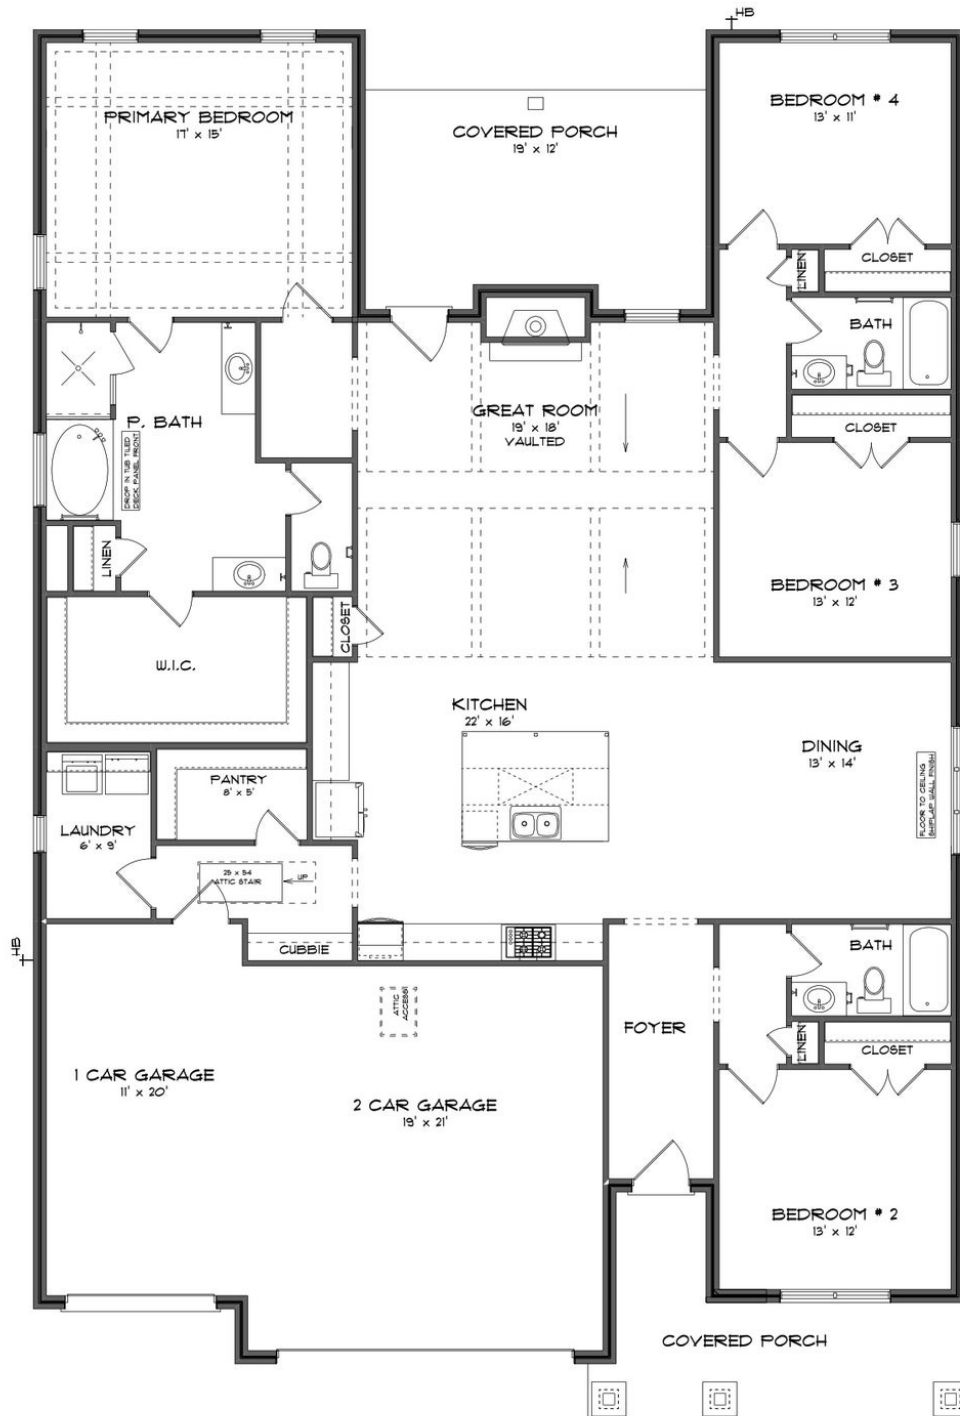 HB
PRIMARY BEDROOM
17' x 15'
COVERED PORCH
19' x 12'
BEDROOM # 4
13' x 11'
LINEN
CLOSET
BATH
P. BATH
DROP IN TUB TILED
DECK, PANEL FRONT
GREAT ROOM
19' x 18'
VAULTED
CLOSET
LINEN
BEDROOM # 3
13' x 12'
CLOSET
W.I.C.
KITCHEN
22' x 16'
DINING
13' x 14'
FLOOR TO CEILING
SHIPLAP WALL FINISH
PANTRY
8' x 5'
LAUNDRY
6' x 9'
25 x 54
ATTIC STAIR
UP
HB
CUBBIE
BATH
ATTIC
ACCESS
FOYER
LINEN
CLOSET
1 CAR GARAGE
11' x 20'
2 CAR GARAGE
19' x 21'
BEDROOM # 2
13' x 12'
COVERED PORCH